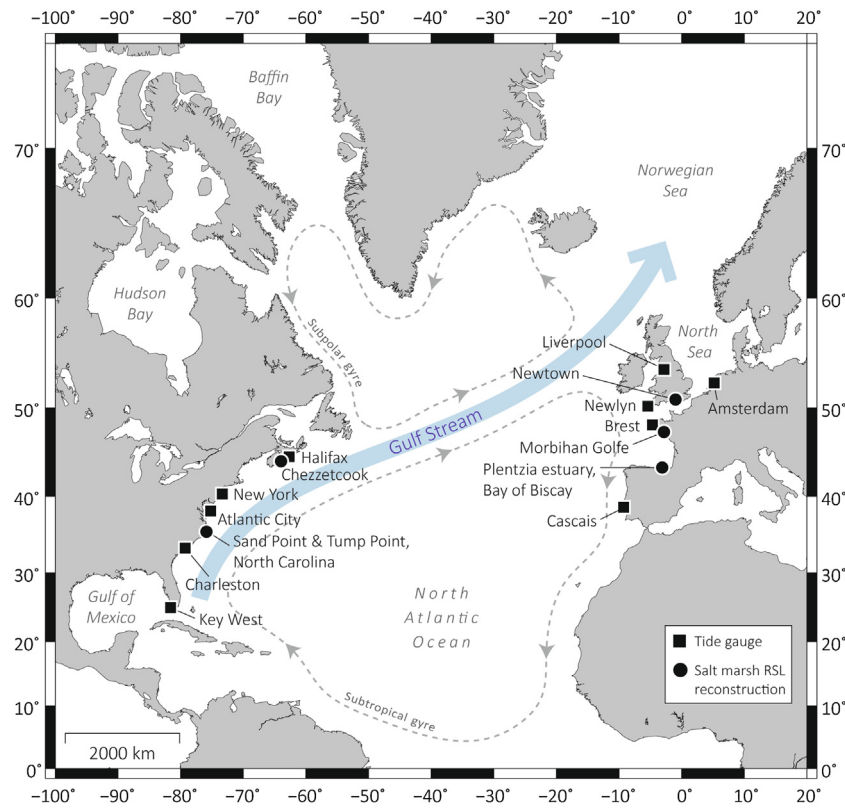 −100˚ −90˚ −80˚ −70˚ −60˚ −50˚ −40˚ −30˚ −20˚ −10˚ 0˚ 10˚ 20˚
Baffin
Bay
70˚ 70˚
Norwegian
Sea
Hudson
Bay
60˚ 60˚
Subpolar gyre
North
Sea
Liverpool
Newtown
50˚ 50˚
Newlyn
Amsterdam
Brest
Gulf Stream
Morbihan Golfe
Halifax
Chezzetcook
Plentzia estuary,
Bay of Biscay
40˚ 40˚
New York
Atlantic City
Cascais
Sand Point & Tump Point,
North Carolina
30˚ 30˚
Charleston
Gulf of
Mexico
Key West
North
Atlantic
Ocean
20˚ 20˚
Tide gauge
Salt marsh RSL
reconstruction
Subtropical gyre
10˚ 10˚
2000 km
0˚ 0˚
−100˚ −90˚ −80˚ −70˚ −60˚ −50˚ −40˚ −30˚ −20˚ −10˚ 0˚ 10˚ 20˚